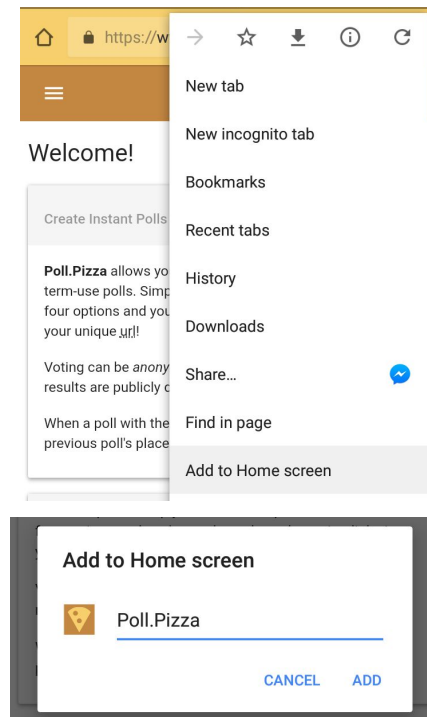 https://w
New tab
New incognito tab
Welcome!
Bookmarks
Create Instant Polls
Recent tabs
Poll.Pizza allows yo
term-use polls. Simp
History
four options and you
your unique url!
Downloads
Voting can be anony
Share...
results are publicly
When a poll with the
Find in page
previous poll's place
Add to Home screen
Add to Home screen
Poll.Pizza
CANCEL ADD